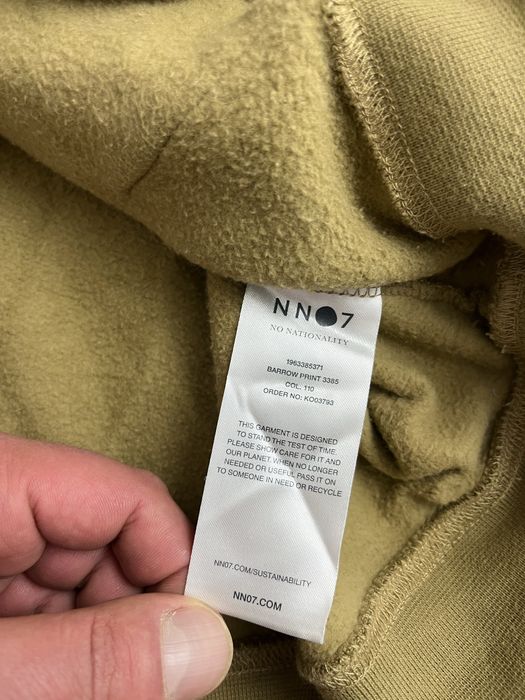 NN●7
NO NATIONALITY
1963385371
BARROW PRINT 3385
COL. 110
ORDER NO: KO03793
THIS GARMENT IS DESIGNED
TO STAND THE TEST OF TIME.
PLEASE SHOW CARE FOR IT AND
OUR PLANET. WHEN NO LONGER
NEEDED OR USEFUL PASS IT ON
TO SOMEONE IN NEED OR RECYCLE
NN07.COM/SUSTAINABILITY
NN07.COM